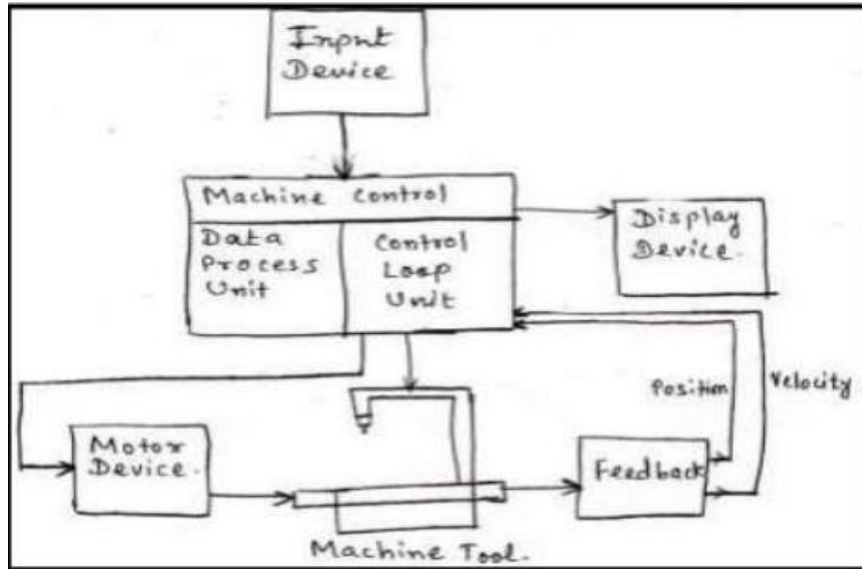 Input
Device
Machine Control
Data
Process
Unit
Control
Loop
Unit
Display
Device.
Position
Velocity.
Motor
Device.
Feedback
Machine Tool.